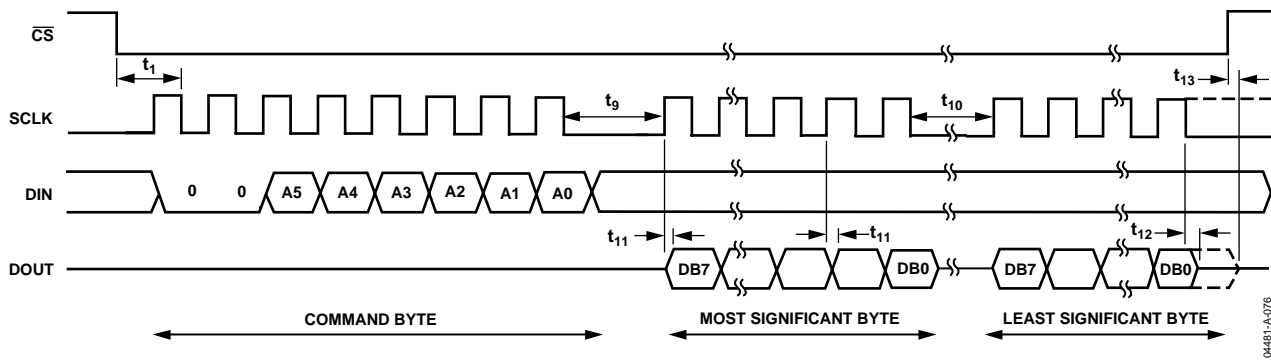 CS
t1
t13
SCLK
t9
t10
DIN
0 0 A5 A4 A3 A2 A1 A0
t11
t11
t12
DOUT
DB7 DB0 DB7 DB0
COMMAND BYTE
MOST SIGNIFICANT BYTE
LEAST SIGNIFICANT BYTE
04481-A-076